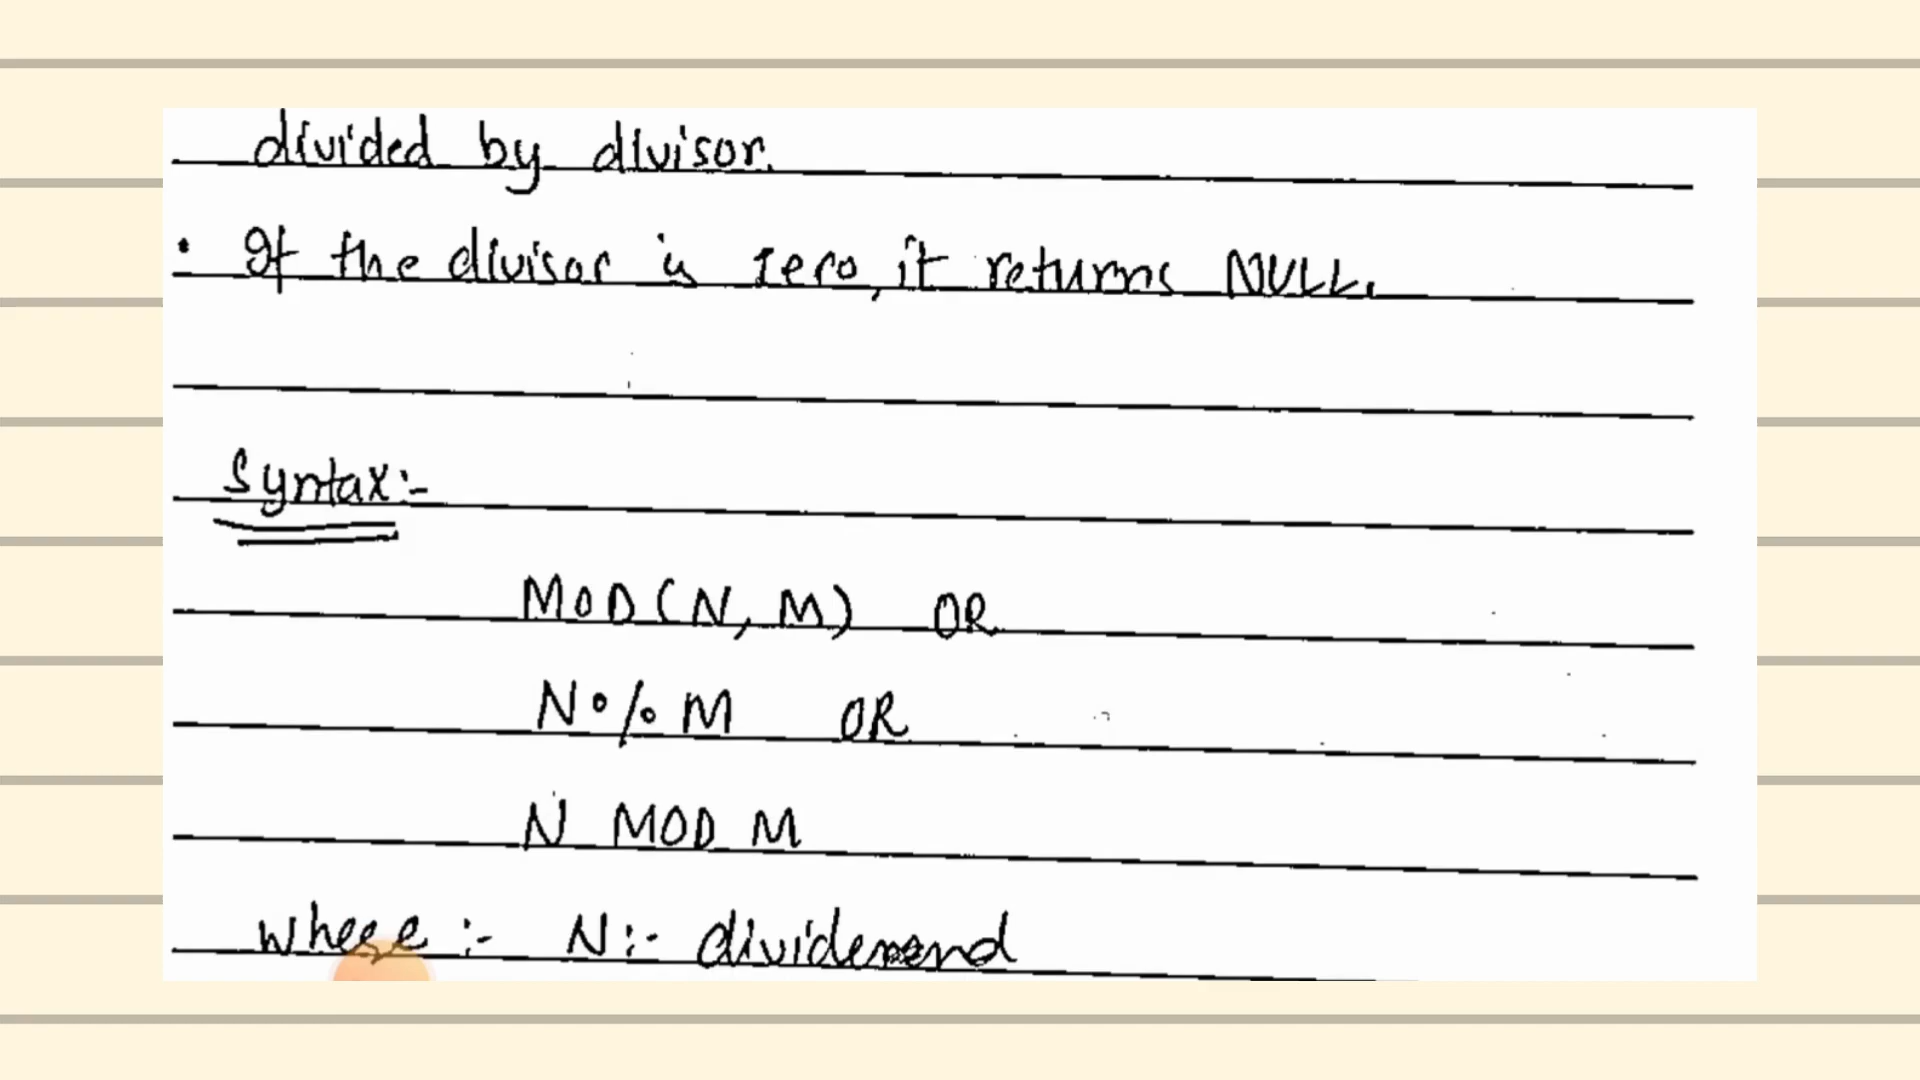 divided by divisor.
• If the divisor is zero, it returns NULL.
Syntax:-
MOD(N, M) OR
N % M OR
N MOD M
where :- N:- dividend